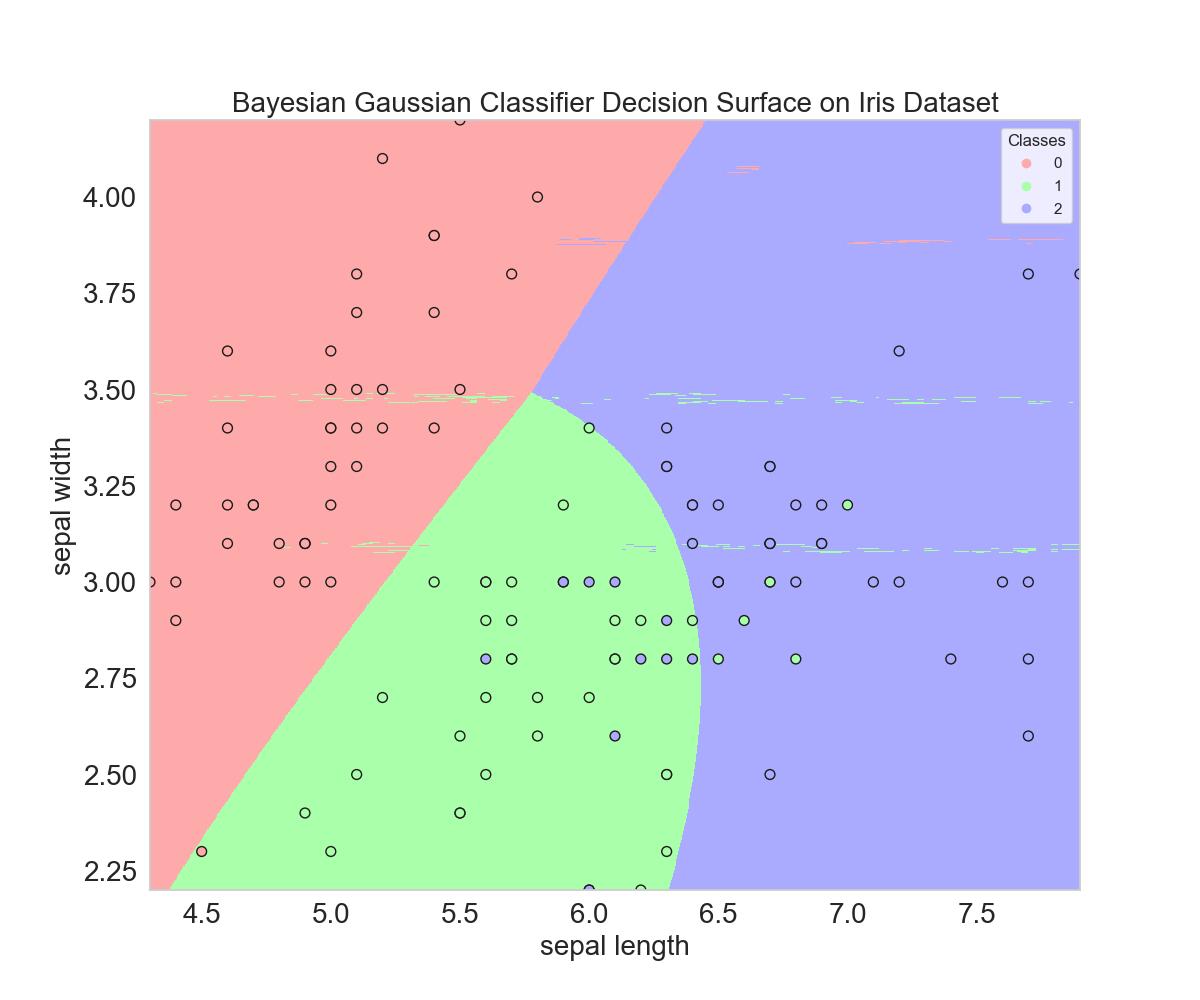 Bayesian Gaussian Classifier Decision Surface on Iris Dataset
Classes
0
1
2
4.00
3.75
3.50
3.25
3.00
2.75
2.50
2.25
sepal width
4.5 5.0 5.5 6.0 6.5 7.0 7.5
sepal length